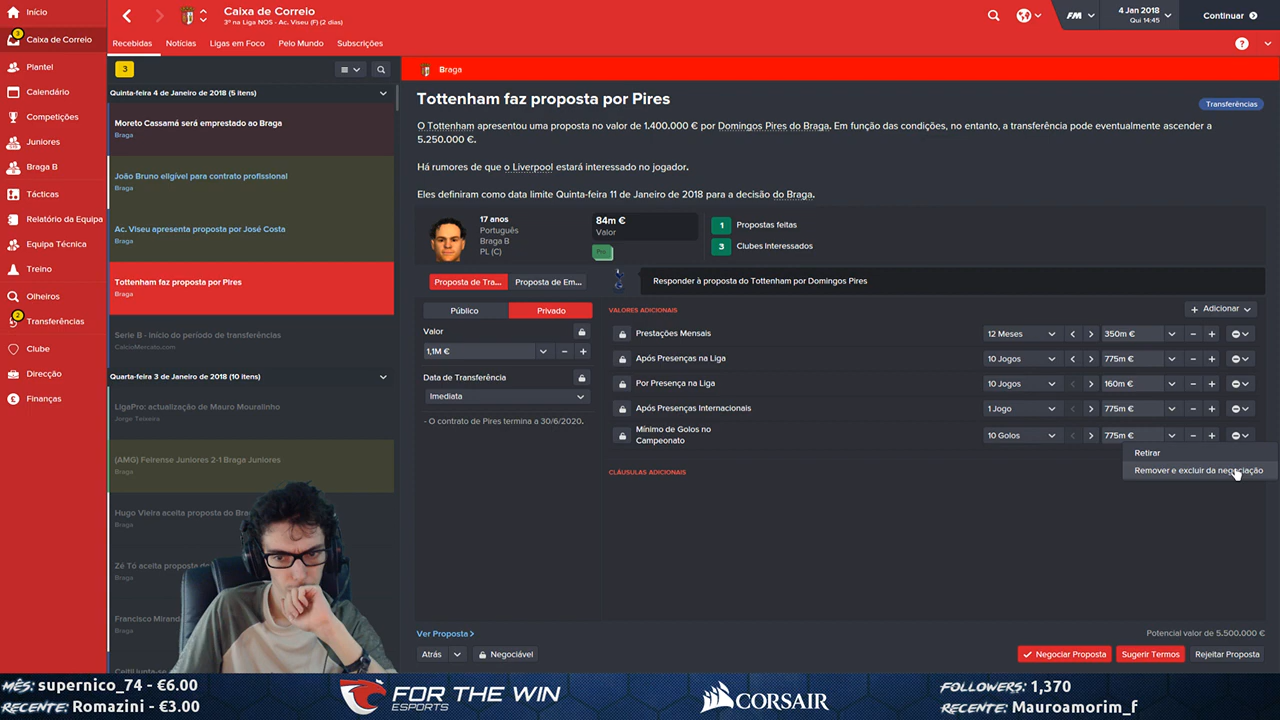 Início
3
Caixa de Correio
Plantel
Calendário
Competições
Juniores
Braga B
Tácticas
Relatório da Equipa
Equipa Técnica
Treino
Olheiros
2
Transferências
Clube
Direcção
Finanças
Caixa de Correio
3º na Liga NOS - Ac. Viseu (F) (2 dias)
FM
4 Jan 2018
Qui 14:45
Continuar
Recebidas
Notícias
Ligas em Foco
Pelo Mundo
Subscrições
?
3
Quinta-feira 4 de Janeiro de 2018 (5 itens)
Moreto Cassamá será emprestado ao Braga
Braga
João Bruno eligível para contrato profissional
Braga
Ac. Viseu apresenta proposta por José Costa
Braga
Tottenham faz proposta por Pires
Braga
Serie B - Início do período de transferências
CalcioMercato.com
Quarta-feira 3 de Janeiro de 2018 (10 itens)
LigaPro: actualização de Mauro Mouralinho
Jorge Teixeira
(AMG) Feirense Juniores 2-1 Braga Juniores
Braga
Hugo Vieira aceita proposta do Bra
Braga
Zé Tó aceita proposta d
Braga
Francisco Mirand
Braga
Braga
Tottenham faz proposta por Pires
Transferências
O Tottenham apresentou uma proposta no valor de 1.400.000 € por Domingos Pires do Braga. Em função das condições, no entanto, a transferência pode eventualmente ascender a
5.250.000 €.
Há rumores de que o Liverpool estará interessado no jogador.
Eles definiram como data limite Quinta-feira 11 de Janeiro de 2018 para a decisão do Braga.
17 anos
Português
Braga B
PL (C)
84m €
Valor
Pro.
1 Propostas feitas
3 Clubes Interessados
Proposta de Tra...
Proposta de Em...
Responder à proposta do Tottenham por Domingos Pires
Público
Privado
Valor
1,1M €
Data de Transferência
Imediata
- O contrato de Pires termina a 30/6/2020.
VALORES ADICIONAIS
Adicionar
Prestações Mensais 12 Meses 350m €
Após Presenças na Liga 10 Jogos 775m €
Por Presença na Liga 10 Jogos 160m €
Após Presenças Internacionais 1 Jogo 775m €
Mínimo de Golos no
Campeonato 10 Golos 775m €
Retirar
Remover e excluir da negociação
CLÁUSULAS ADICIONAIS
Ver Proposta >
Potencial valor de 5.500.000 €
Atrás
Negociável
Negociar Proposta
Sugerir Termos
Rejeitar Proposta
MÊS: supernico_74 - €6.00
RECENTE: Romazini - €3.00
FOR THE WIN
ESPORTS
CORSAIR
FOLLOWERS: 1,370
RECENTE: Mauroamorim_f